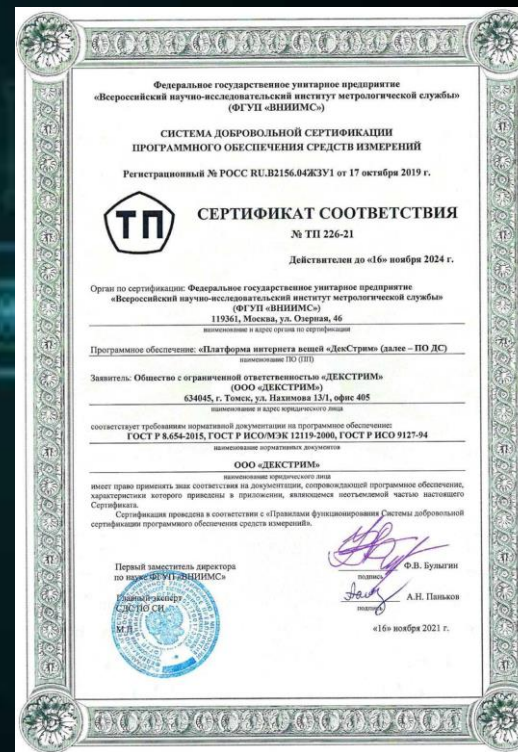 Федеральное государственное унитарное предприятие
«Всероссийский научно-исследовательский институт метрологической службы»
(ФГУП «ВНИИМС»)
СИСТЕМА ДОБРОВОЛЬНОЙ СЕРТИФИКАЦИИ
ПРОГРАММНОГО ОБЕСПЕЧЕНИЯ СРЕДСТВ ИЗМЕРЕНИЙ
Регистрационный № РОСС RU.В2156.04ЖЗУ1 от 17 октября 2019 г.
ТП
СЕРТИФИКАТ СООТВЕТСТВИЯ
№ ТП 226-21
Действителен до «16» ноября 2024 г.
Орган по сертификации: Федеральное государственное унитарное предприятие
«Всероссийский научно-исследовательский институт метрологической службы»
(ФГУП «ВНИИМС»)
119361, Москва, ул. Озерная, 46
наименование и адрес органа по сертификации
Программное обеспечение: «Платформа интернета вещей «ДекСтрим» (далее – ПО ДС)
наименование ПО (ПП)
Заявитель: Общество с ограниченной ответственностью «ДЕКСТРИМ»
(ООО «ДЕКСТРИМ»)
634045, г. Томск, ул. Нахимова 13/1, офис 405
наименование и адрес юридического лица
соответствует требованиям нормативной документации на программное обеспечение:
ГОСТ Р 8.654-2015, ГОСТ Р ИСО/МЭК 12119-2000, ГОСТ Р ИСО 9127-94
наименование нормативных документов
ООО «ДЕКСТРИМ»
наименование юридического лица
имеет право применять знак соответствия на документации, сопровождающей программное обеспечение,
характеристики которого приведены в приложении, являющемся неотъемлемой частью настоящего
Сертификата.
Сертификация проведена в соответствии с «Правилами функционирования Системы добровольной
сертификации программного обеспечения средств измерений».
Первый заместитель директора
по науке ФГУП «ВНИИМС»
подпись
Ф.В. Булыгин
Главный эксперт
СДС ПО СИ
подпись
А.Н. Паньков
М.П.
«16» ноября 2021 г.